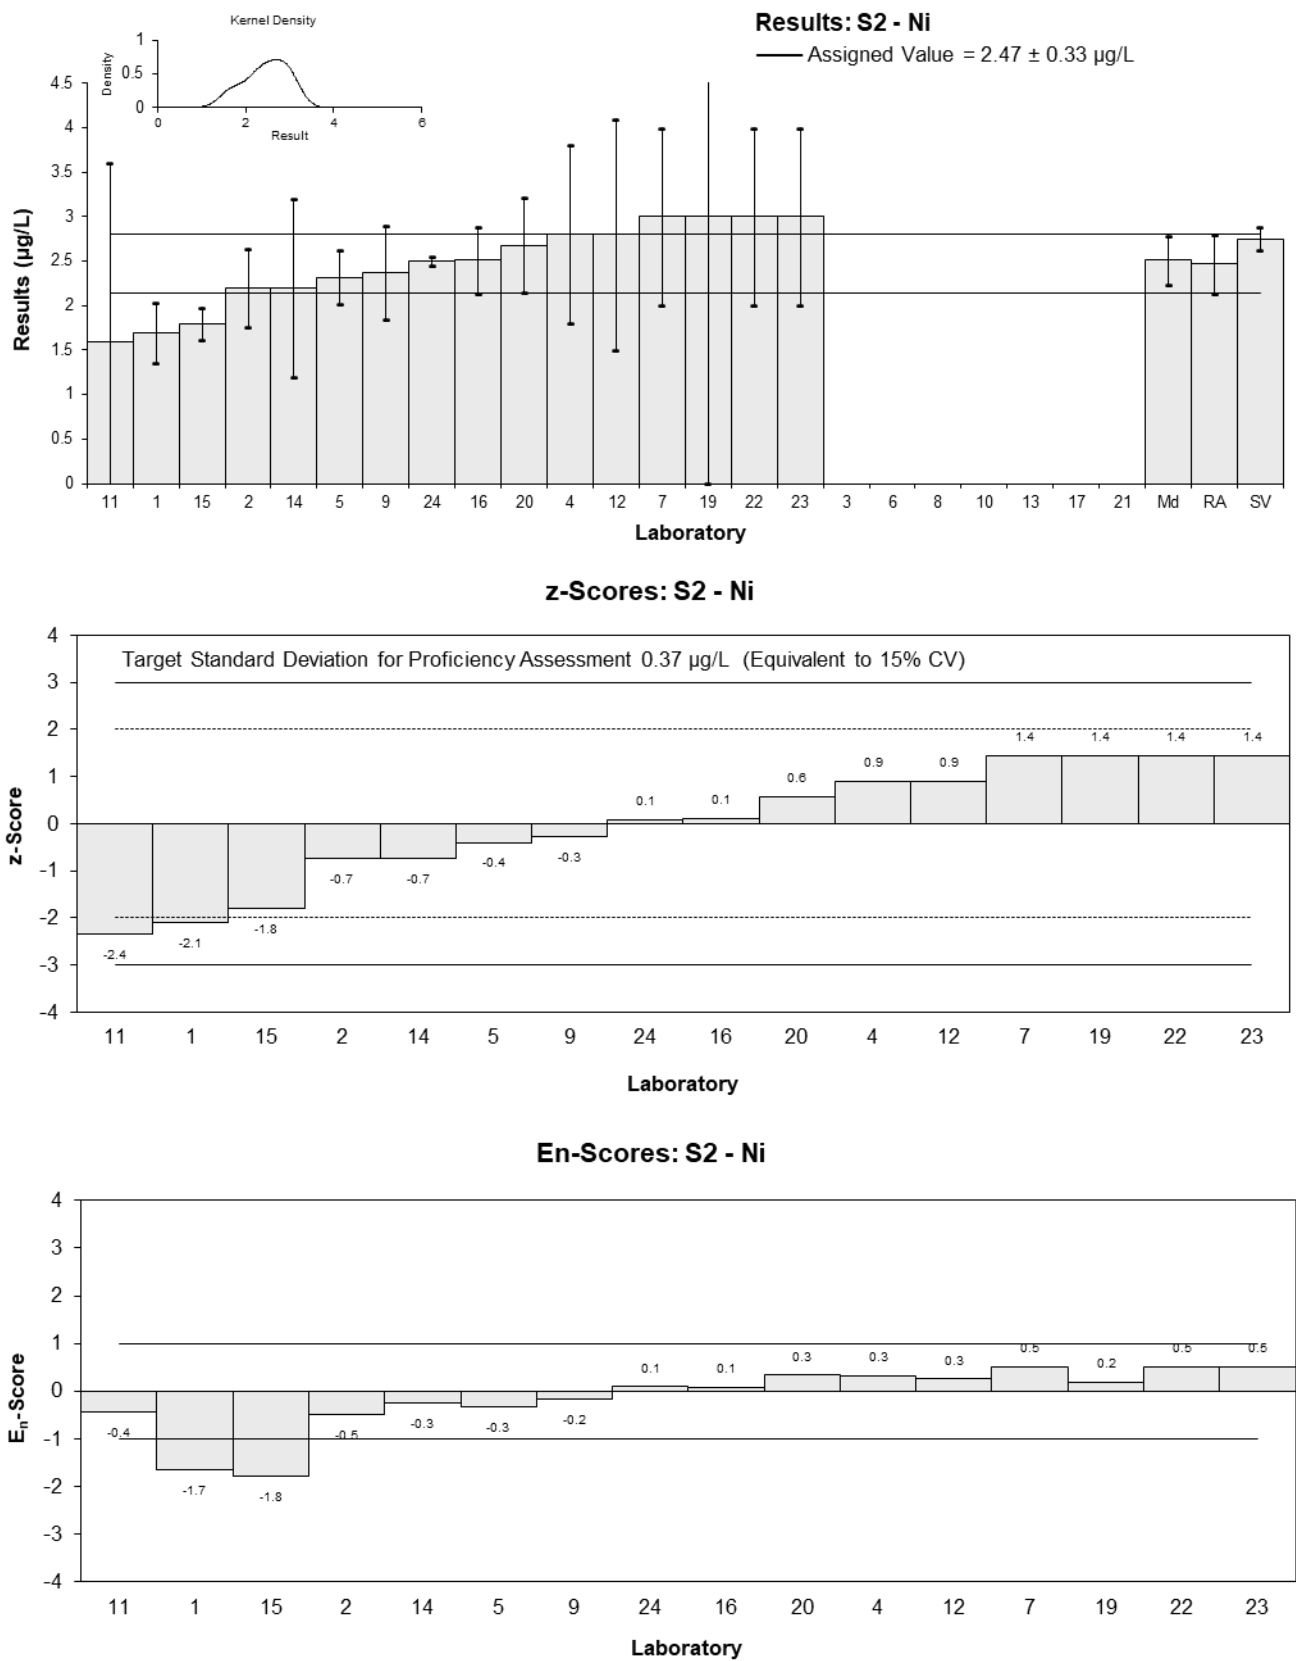 Kernel Density
1
0.5
0
Density
0 2 4 6
Result
Results: S2 - Ni
Assigned Value = 2.47 ± 0.33 µg/L
4.5
4
3.5
3
2.5
2
1.5
1
0.5
0
Results (µg/L)
11 1 15 2 14 5 9 24 16 20 4 12 7 19 22 23 3 6 8 10 13 17 21 Md RA SV
Laboratory
z-Scores: S2 - Ni
Target Standard Deviation for Proficiency Assessment 0.37 µg/L (Equivalent to 15% CV)
4
3
2
1
0
-1
-2
-3
-4
z-Score
-2.4 -2.1 -1.8 -0.7 -0.7 -0.4 -0.3 0.1 0.1 0.6 0.9 0.9 1.4 1.4 1.4 1.4
11 1 15 2 14 5 9 24 16 20 4 12 7 19 22 23
Laboratory
En-Scores: S2 - Ni
4
3
2
1
0
-1
-2
-3
-4
En-Score
-0.4 -1.7 -1.8 -0.5 -0.3 -0.3 -0.2 0.1 0.1 0.3 0.3 0.3 0.5 0.2 0.5 0.5
11 1 15 2 14 5 9 24 16 20 4 12 7 19 22 23
Laboratory